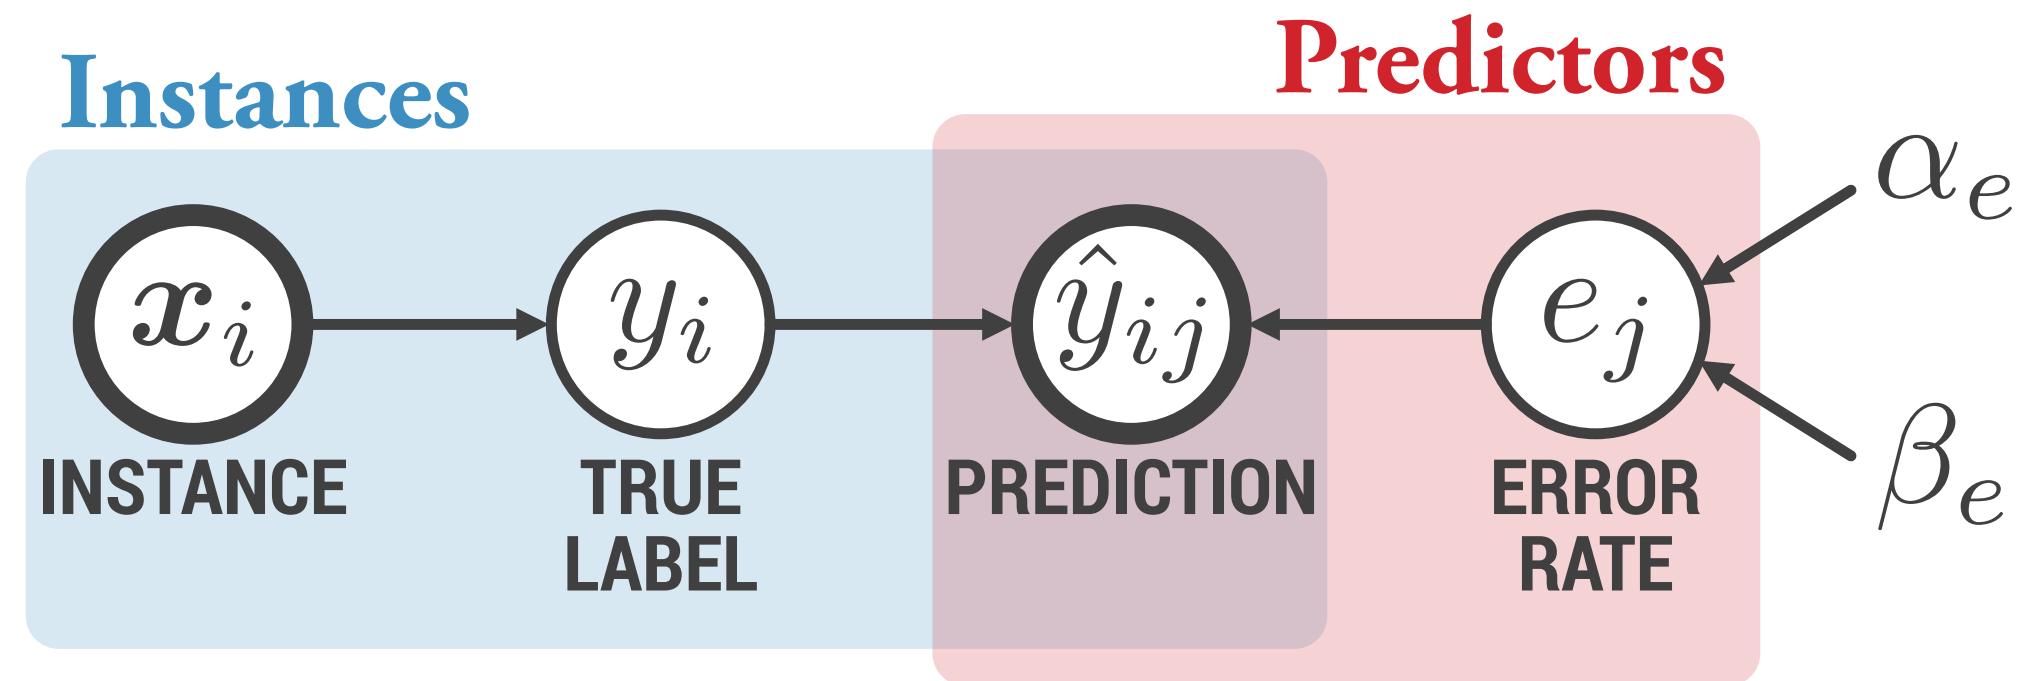 Instances
Predictors
𝒙ᵢ
yᵢ
ŷᵢⱼ
eⱼ
αₑ
βₑ
INSTANCE
TRUE
LABEL
PREDICTION
ERROR
RATE